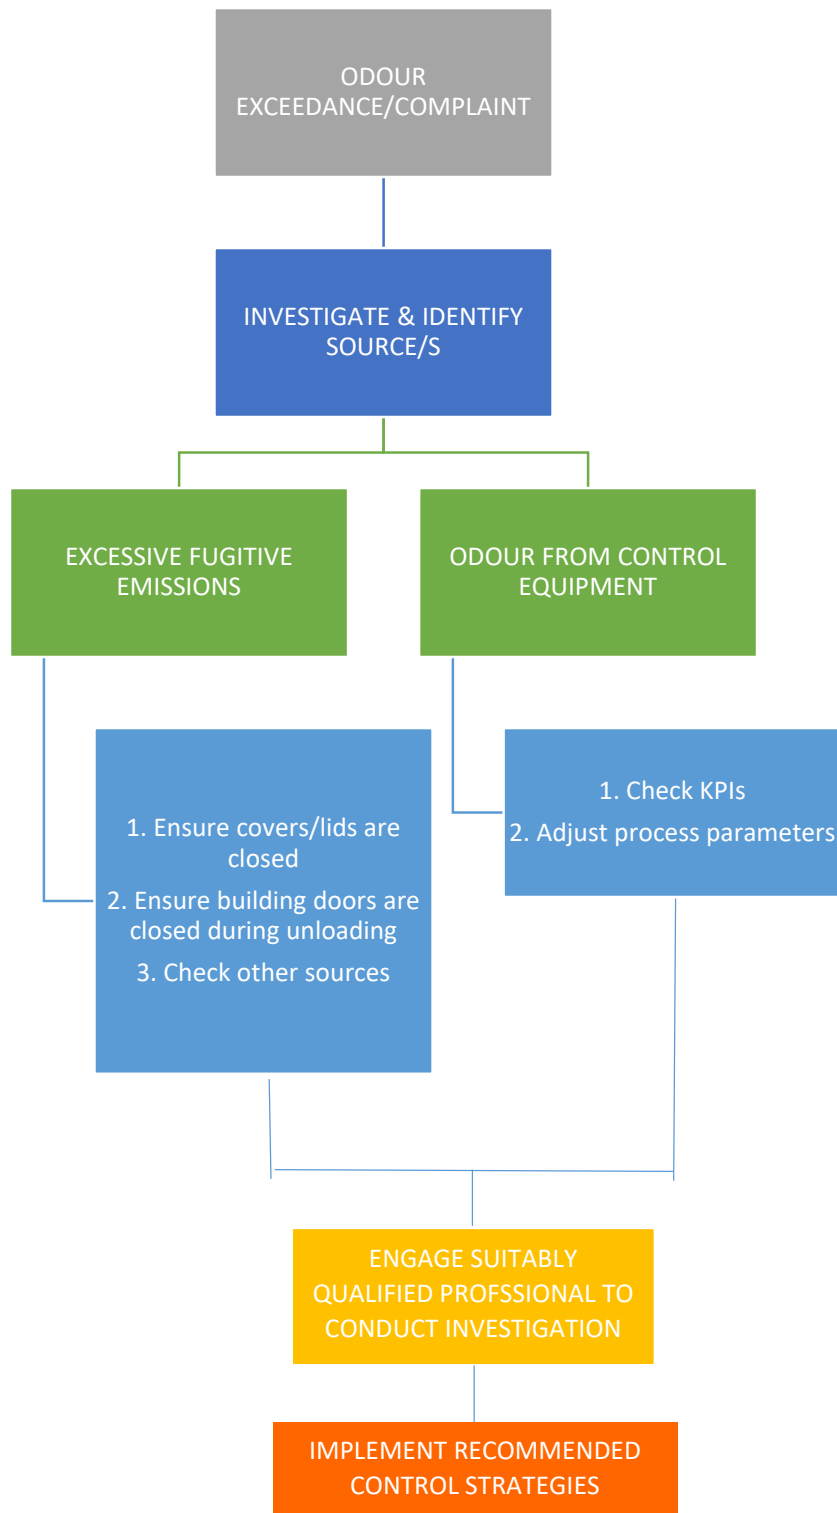 ODOUR
EXCEEDANCE/COMPLAINT
INVESTIGATE & IDENTIFY
SOURCE/S
EXCESSIVE FUGITIVE
EMISSIONS
ODOUR FROM CONTROL
EQUIPMENT
1. Ensure covers/lids are
closed
2. Ensure building doors are
closed during unloading
3. Check other sources
1. Check KPIs
2. Adjust process parameters
ENGAGE SUITABLY
QUALIFIED PROFSSIONAL TO
CONDUCT INVESTIGATION
IMPLEMENT RECOMMENDED
CONTROL STRATEGIES